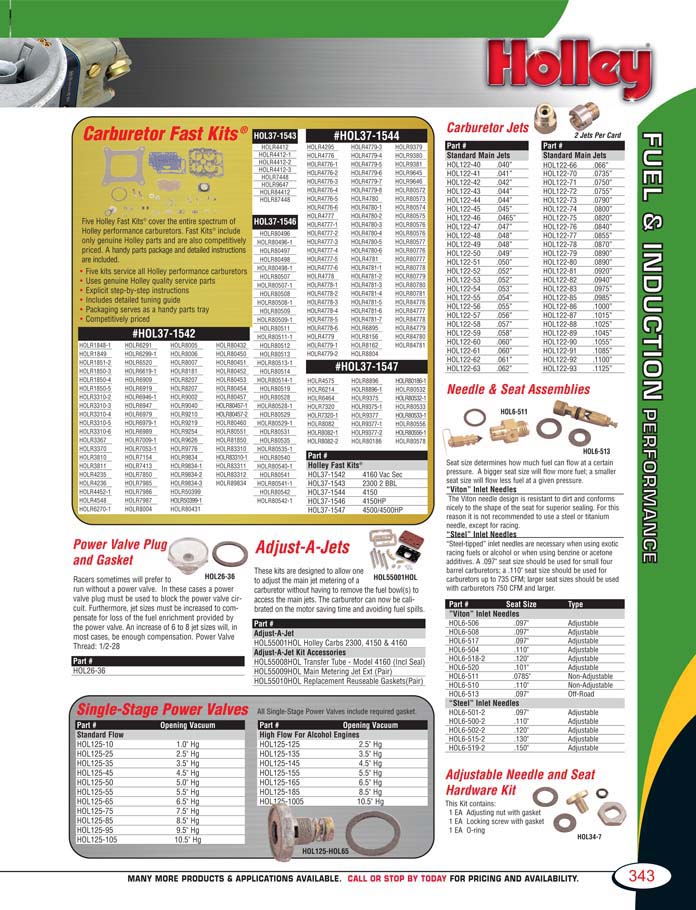 Holley
FUEL & INDUCTION PERFORMANCE
Carburetor Fast Kits®
Five Holley Fast Kits® cover the entire spectrum of
Holley performance carburetors. Fast Kits® include
only genuine Holley parts and are also competitively
priced. A handy parts package and detailed instructions
are included.
• Five kits service all Holley performance carburetors
• Uses genuine Holley quality service parts
• Explicit step-by-step instructions
• Includes detailed tuning guide
• Packaging serves as a handy parts tray
• Competitively priced
#HOL37-1542
HOLR1848-1 HOLR6291 HOLR8005 HOLR80432
HOLR1849 HOLR6299-1 HOLR8006 HOLR80450
HOLR1851-2 HOLR6520 HOLR8007 HOLR80451
HOLR1850-3 HOLR6619-1 HOLR8181 HOLR80452
HOLR1850-4 HOLR6909 HOLR8207 HOLR80453
HOLR1850-5 HOLR6919 HOLR8207 HOLR80454
HOLR3310-2 HOLR6946-1 HOLR9002 HOLR80457
HOLR3310-3 HOLR6947 HOLR9040 HOLR80457-1
HOLR3310-4 HOLR6979 HOLR9210 HOLR80457-2
HOLR3310-5 HOLR6979-1 HOLR9219 HOLR80460
HOLR3310-6 HOLR6989 HOLR9254 HOLR80551
HOLR3367 HOLR7009-1 HOLR9626 HOLR81850
HOLR3370 HOLR7053-1 HOLR9776 HOLR83310
HOLR3810 HOLR7154 HOLR9834 HOLR83310-1
HOLR3811 HOLR7413 HOLR9834-1 HOLR83311
HOLR4235 HOLR7850 HOLR9834-2 HOLR83312
HOLR4236 HOLR7985 HOLR9834-3 HOLR89834
HOLR4452-1 HOLR7986 HOLR50399
HOLR4548 HOLR7987 HOLR50399-1
HOLR6270-1 HOLR8004 HOLR80431
HOL37-1543
HOLR4412
HOLR4412-1
HOLR4412-2
HOLR4412-3
HOLR7448
HOLR9647
HOLR84412
HOLR87448
HOL37-1546
HOLR80496
HOLR80496-1
HOLR80497
HOLR80498
HOLR80498-1
HOLR80507
HOLR80507-1
HOLR80508
HOLR80508-1
HOLR80509
HOLR80509-1
HOLR80511
HOLR80511-1
HOLR80512
HOLR80513
HOLR80513-1
HOLR80514
HOLR80514-1
HOLR80519
HOLR80528
HOLR80528-1
HOLR80529
HOLR80529-1
HOLR80531
HOLR80535
HOLR80535-1
HOLR80540
HOLR80540-1
HOLR80541
HOLR80541-1
HOLR80542
HOLR80542-1
#HOL37-1544
HOLR4295 HOLR4779-3 HOLR9379
HOLR4776 HOLR4779-4 HOLR9380
HOLR4776-1 HOLR4779-5 HOLR9381
HOLR4776-2 HOLR4779-6 HOLR9645
HOLR4776-3 HOLR4779-7 HOLR9646
HOLR4776-4 HOLR4779-8 HOLR80572
HOLR4776-5 HOLR4780 HOLR80573
HOLR4776-6 HOLR4780-1 HOLR80574
HOLR4777 HOLR4780-2 HOLR80575
HOLR4777-1 HOLR4780-3 HOLR80576
HOLR4777-2 HOLR4780-4 HOLR80576
HOLR4777-3 HOLR4780-5 HOLR80577
HOLR4777-4 HOLR4780-6 HOLR80776
HOLR4777-5 HOLR4781 HOLR80777
HOLR4777-6 HOLR4781-1 HOLR80778
HOLR4778 HOLR4781-2 HOLR80779
HOLR4778-1 HOLR4781-3 HOLR80780
HOLR4778-2 HOLR4781-4 HOLR80781
HOLR4778-3 HOLR4781-5 HOLR84776
HOLR4778-4 HOLR4781-6 HOLR84777
HOLR4778-5 HOLR4781-7 HOLR84778
HOLR4778-6 HOLR6895 HOLR84779
HOLR4779 HOLR8156 HOLR84780
HOLR4779-1 HOLR8162 HOLR84781
HOLR4779-2 HOLR8804
#HOL37-1547
HOLR4575 HOLR8896 HOLR80186-1
HOLR6214 HOLR8896-1 HOLR80532
HOLR6464 HOLR9375 HOLR80532-1
HOLR7320 HOLR9375-1 HOLR80533
HOLR7320-1 HOLR9377 HOLR80533-1
HOLR8082 HOLR9377-1 HOLR80556
HOLR8082-1 HOLR9377-2 HOLR80556-1
HOLR8082-2 HOLR80186 HOLR80578
Part #
Holley Fast Kits®
HOL37-1542 4160 Vac Sec
HOL37-1543 2300 2 BBL
HOL37-1544 4150
HOL37-1546 4150HP
HOL37-1547 4500/4500HP
Carburetor Jets
2 Jets Per Card
Part #
Standard Main Jets
HOL122-40 .040"
HOL122-41 .041"
HOL122-42 .042"
HOL122-43 .044"
HOL122-44 .044"
HOL122-45 .045"
HOL122-46 .0465"
HOL122-47 .047"
HOL122-48 .048"
HOL122-49 .048"
HOL122-50 .049"
HOL122-51 .050"
HOL122-52 .052"
HOL122-53 .052"
HOL122-54 .053"
HOL122-55 .054"
HOL122-56 .055"
HOL122-57 .056"
HOL122-58 .057"
HOL122-59 .058"
HOL122-60 .060"
HOL122-61 .060"
HOL122-62 .061"
HOL122-63 .062"
Part #
Standard Main Jets
HOL122-66 .066"
HOL122-70 .0735"
HOL122-71 .0750"
HOL122-72 .0755"
HOL122-73 .0790"
HOL122-74 .0800"
HOL122-75 .0820"
HOL122-76 .0840"
HOL122-77 .0855"
HOL122-78 .0870"
HOL122-79 .0890"
HOL122-80 .0890"
HOL122-81 .0920"
HOL122-82 .0940"
HOL122-83 .0975"
HOL122-85 .0985"
HOL122-86 .1000"
HOL122-87 .1015"
HOL122-88 .1025"
HOL122-89 .1045"
HOL122-90 .1055"
HOL122-91 .1085"
HOL122-92 .1100"
HOL122-93 .1125"
Needle & Seat Assemblies
HOL6-511
HOL6-513
Seat size determines how much fuel can flow at a certain
pressure. A bigger seat size will flow more fuel; a smaller
seat size will flow less fuel at a given pressure.
"Viton" Inlet Needles
The Viton needle design is resistant to dirt and conforms
nicely to the shape of the seat for superior sealing. For this
reason it is not recommended to use a steel or titanium
needle, except for racing.
"Steel" Inlet Needles
"Steel-tipped" inlet needles are necessary when using exotic
racing fuels or alcohol or when using benzine or acetone
additives. A .097" seat size should be used for small four
barrel carburetors; a .110" seat size should be used for
carburetors up to 735 CFM; larger seat sizes should be used
with carburetors 750 CFM and larger.
Part # Seat Size Type
"Viton" Inlet Needles
HOL6-506 .097" Adjustable
HOL6-508 .097" Adjustable
HOL6-517 .097" Adjustable
HOL6-504 .110" Adjustable
HOL6-518-2 .120" Adjustable
HOL6-520 .101" Adjustable
HOL6-511 .0785" Non-Adjustable
HOL6-510 .110" Non-Adjustable
HOL6-513 .097" Off-Road
"Steel" Inlet Needles
HOL6-501-2 .097" Adjustable
HOL6-500-2 .110" Adjustable
HOL6-502-2 .120" Adjustable
HOL6-515-2 .130" Adjustable
HOL6-519-2 .150" Adjustable
Adjustable Needle and Seat
Hardware Kit
This Kit contains:
1 EA Adjusting nut with gasket
1 EA Locking screw with gasket
1 EA O-ring
HOL34-7
Power Valve Plug
and Gasket
HOL26-36
Racers sometimes will prefer to
run without a power valve. In these cases a power
valve plug must be used to block the power valve cir-
cuit. Furthermore, jet sizes must be increased to com-
pensate for loss of the fuel enrichment provided by
the power valve. An increase of 6 to 8 jet sizes will, in
most cases, be enough compensation. Power Valve
Thread: 1/2-28
Part #
HOL26-36
Adjust-A-Jets
HOL55001HOL
These kits are designed to allow one
to adjust the main jet metering of a
carburetor without having to remove the fuel bowl(s) to
access the main jets. The carburetor can now be cali-
brated on the motor saving time and avoiding fuel spills.
Part #
Adjust-A-Jet
HOL55001HOL Holley Carbs 2300, 4150 & 4160
Adjust-A-Jet Kit Accessories
HOL55008HOL Transfer Tube - Model 4160 (Incl Seal)
HOL55009HOL Main Metering Jet Ext (Pair)
HOL55010HOL Replacement Reuseable Gaskets(Pair)
Single-Stage Power Valves
All Single-Stage Power Valves include required gasket.
Part # Opening Vacuum
Standard Flow
HOL125-10 1.0" Hg
HOL125-25 2.5" Hg
HOL125-35 3.5" Hg
HOL125-45 4.5" Hg
HOL125-50 5.0" Hg
HOL125-55 5.5" Hg
HOL125-65 6.5" Hg
HOL125-75 7.5" Hg
HOL125-85 8.5" Hg
HOL125-95 9.5" Hg
HOL125-105 10.5" Hg
Part # Opening Vacuum
High Flow For Alcohol Engines
HOL125-125 2.5" Hg
HOL125-135 3.5" Hg
HOL125-145 4.5" Hg
HOL125-155 5.5" Hg
HOL125-165 6.5" Hg
HOL125-185 8.5" Hg
HOL125-1005 10.5" Hg
HOL125-HOL65
MANY MORE PRODUCTS & APPLICATIONS AVAILABLE. CALL OR STOP BY TODAY FOR PRICING AND AVAILABILITY.
343